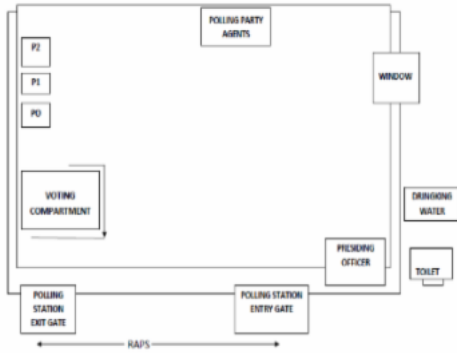 POLLING PARTY
AGENTS
P2
P1
PO
WINDOW
VOTING
COMPARTMENT
DRINGKING
WATER
PRESIDING
OFFICER
TOILET
POLLING
STATION
EXIT GATE
POLLING STATION
ENTRY GATE
RAPS